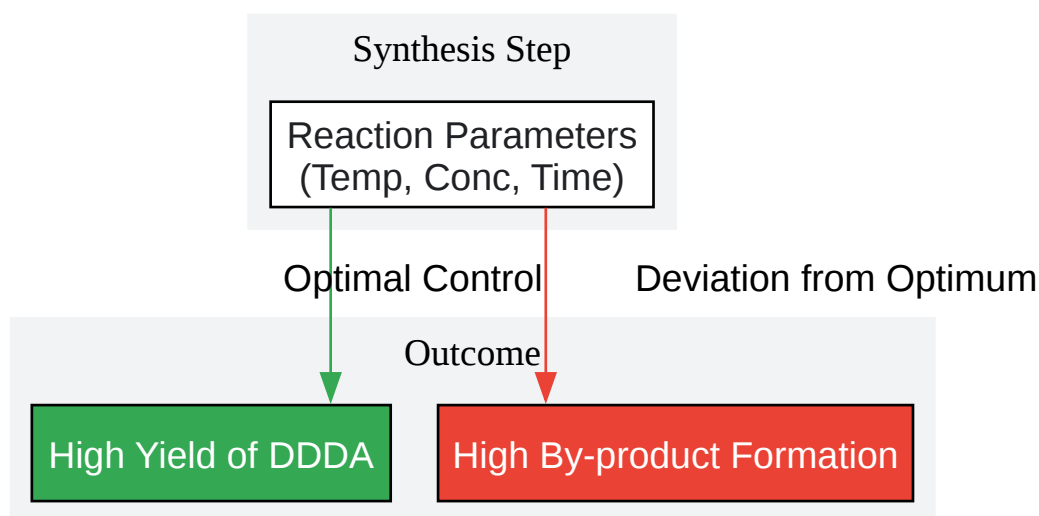 Synthesis Step
Reaction Parameters
(Temp, Conc, Time)
Optimal Control
Deviation from Optimum
Outcome
High Yield of DDDA
High By-product Formation